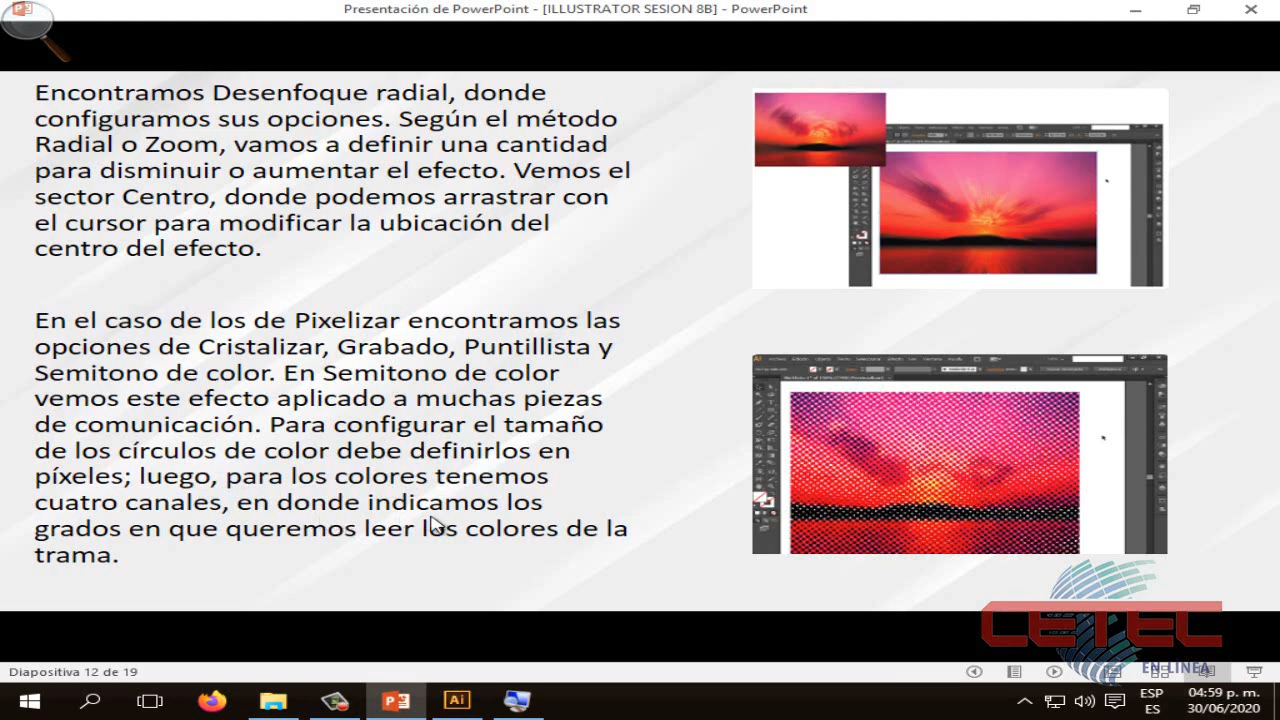 Presentación de PowerPoint - [ILLUSTRATOR SESION 8B] - PowerPoint
Encontramos Desenfoque radial, donde
configuramos sus opciones. Según el método
Radial o Zoom, vamos a definir una cantidad
para disminuir o aumentar el efecto. Vemos el
sector Centro, donde podemos arrastrar con
el cursor para modificar la ubicación del
centro del efecto.
En el caso de los de Pixelizar encontramos las
opciones de Cristalizar, Grabado, Puntillista y
Semitono de color. En Semitono de color
vemos este efecto aplicado a muchas piezas
de comunicación. Para configurar el tamaño
de los círculos de color debe definirlos en
píxeles; luego, para los colores tenemos
cuatro canales, en donde indicamos los
grados en que queremos leer los colores de la
trama.
CETEC
EN LINEA
Diapositiva 12 de 19
Ai
ESP
ES
04:59 p. m.
30/06/2020